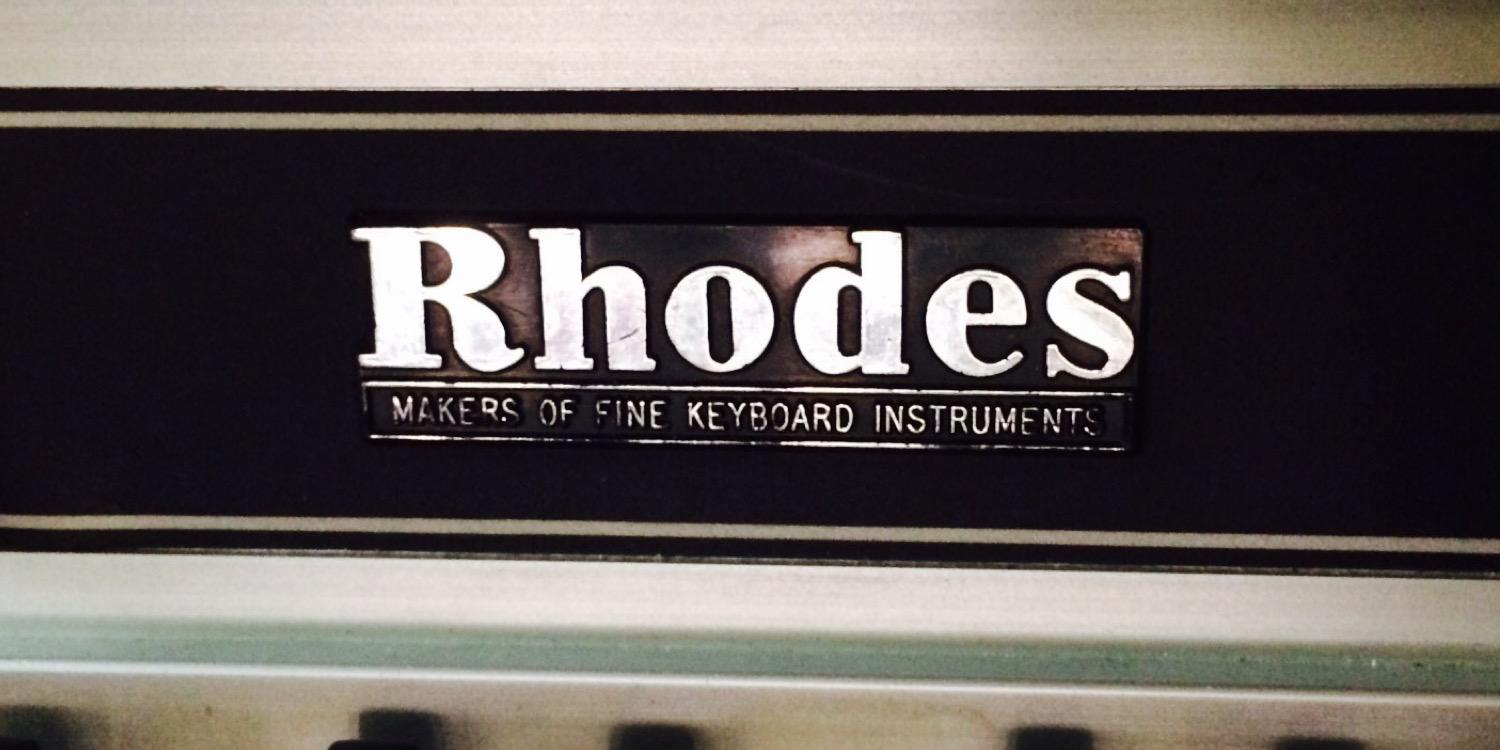 Rhodes
MAKERS OF FINE KEYBOARD INSTRUMENTS